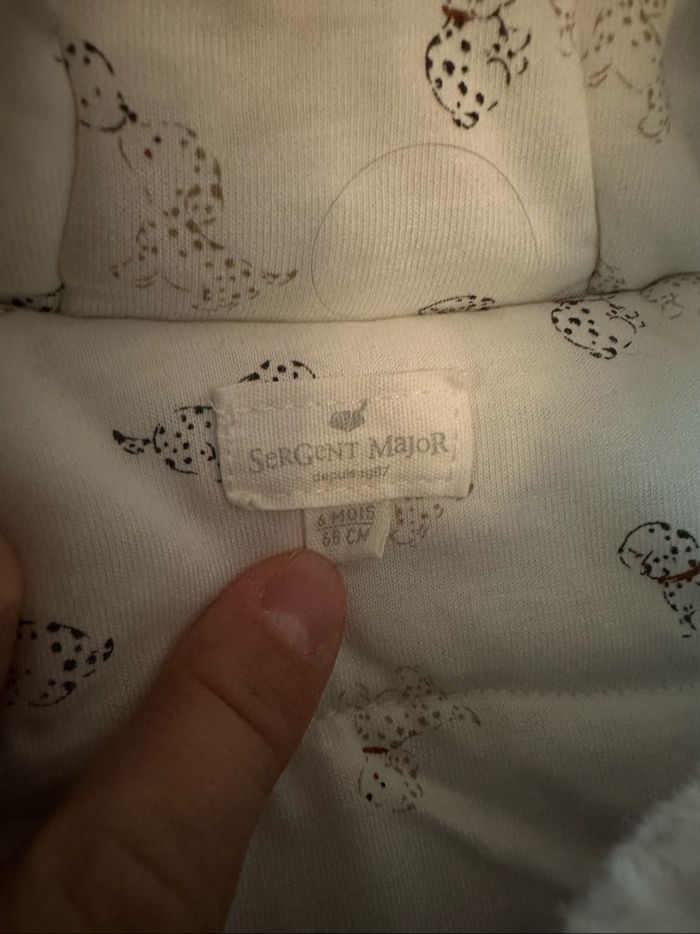 SeRGeNT MaJoR
depuis 1987
6 MOIS
68 CM